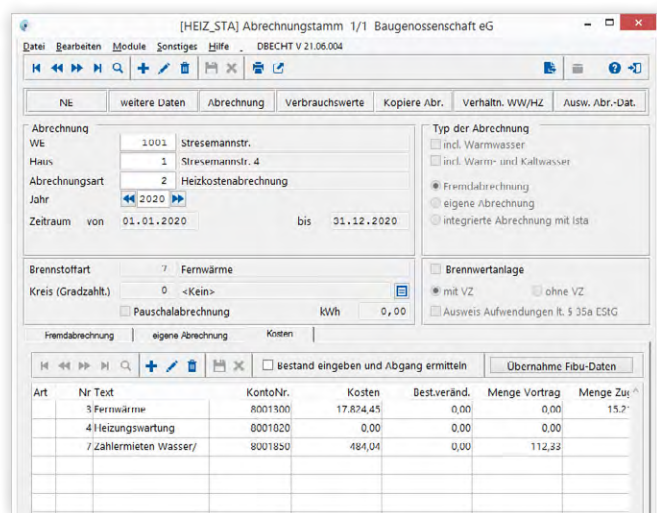 [HEIZ_STA] Abrechnungstamm 1/1 Baugenossenschaft eG
Datei Bearbeiten Module Sonstiges Hilfe . DBECHT V 21.06.004
NE weitere Daten Abrechnung Verbrauchswerte Kopiere Abr. Verhältn. WW/HZ Ausw. Abr.-Dat.
Abrechnung
WE 1001 Stresemannstr.
Haus 1 Stresemannstr. 4
Abrechnungsart 2 Heizkostenabrechnung
Jahr 2020
Zeitraum von 01.01.2020 bis 31.12.2020
Typ der Abrechnung
incl. Warmwasser
incl. Warm- und Kaltwasser
Fremdabrechnung
eigene Abrechnung
integrierte Abrechnung mit Ista
Brennstoffart 7 Fernwärme
Kreis (Gradzahlt.) 0 <Kein>
Pauschalabrechnung kWh 0,00
Brennwertanlage
mit VZ ohne VZ
Ausweis Aufwendungen lt. § 35a EStG
Fremdabrechnung eigene Abrechnung Kosten
Bestand eingeben und Abgang ermitteln Übernahme Fibu-Daten
Art Nr Text KontoNr. Kosten Best.veränd. Menge Vortrag Menge Zug
3 Fernwärme 8001300 17.824,45 0,00 0,00 15.21
4 Heizungswartung 8001820 0,00 0,00 0,00
7 Zählermieten Wasser/ 8001850 484,04 0,00 112,33